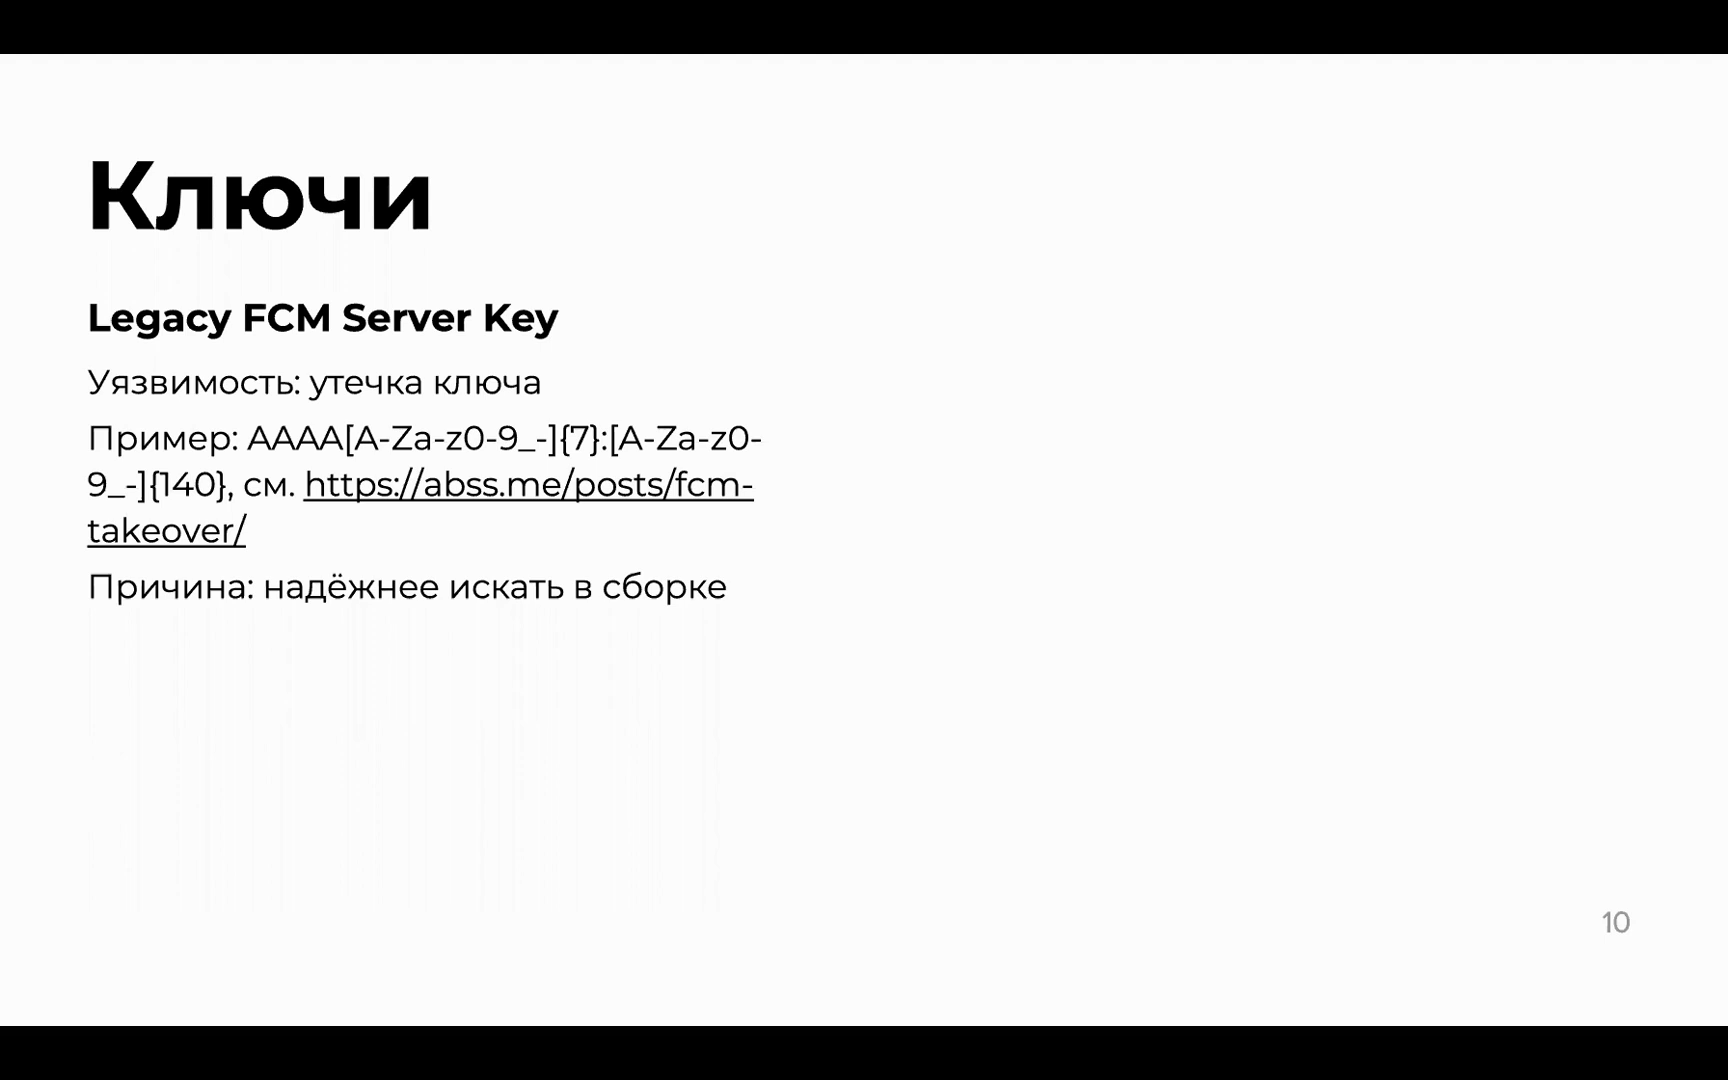 Ключи
Legacy FCM Server Key
Уязвимость: утечка ключа
Пример: AAAA[A-Za-z0-9_-]{7}:[A-Za-z0-
9_-]{140}, см. https://abss.me/posts/fcm-
takeover/
Причина: надёжнее искать в сборке
10